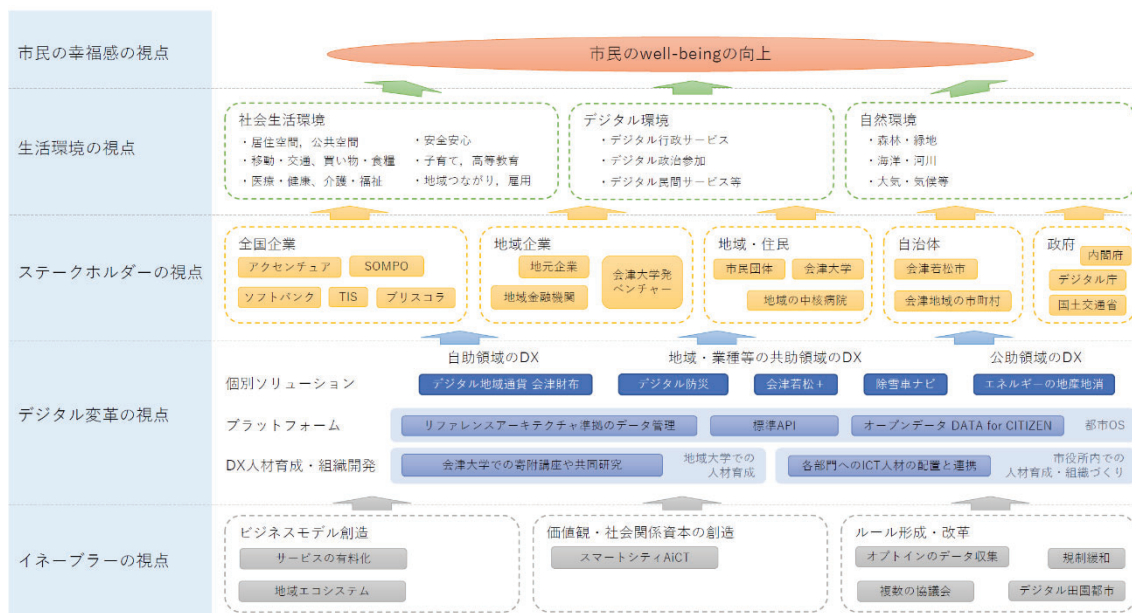 市民の幸福感の視点
市民のwell-beingの向上
生活環境の視点
社会生活環境
・居住空間，公共空間
・移動・交通、買い物・食糧
・医療・健康、介護・福祉
・安全安心
・子育て，高等教育
・地域つながり，雇用
デジタル環境
・デジタル行政サービス
・デジタル政治参加
・デジタル民間サービス等
自然環境
・森林・緑地
・海洋・河川
・大気・気候等
ステークホルダーの視点
全国企業
アクセンチュア
SOMPO
ソフトバンク
TIS
ブリスコラ
地域企業
地元企業
地域金融機関
会津大学発
ベンチャー
地域・住民
市民団体
会津大学
地域の中核病院
自治体
会津若松市
会津地域の市町村
政府
内閣府
デジタル庁
国土交通省
デジタル変革の視点
自助領域のDX
地域・業種等の共助領域のDX
公助領域のDX
個別ソリューション
デジタル地域通貨 会津財布
デジタル防災
会津若松＋
除雪車ナビ
エネルギーの地産地消
プラットフォーム
リファレンスアーキテクチャ準拠のデータ管理
標準API
オープンデータ DATA for CITIZEN
都市OS
DX人材育成・組織開発
会津大学での寄附講座や共同研究
地域大学での
人材育成
各部門へのICT人材の配置と連携
市役所内での
人材育成・組織づくり
イネーブラーの視点
ビジネスモデル創造
サービスの有料化
地域エコシステム
価値観・社会関係資本の創造
スマートシティAiCT
ルール形成・改革
オプトインのデータ収集
規制緩和
複数の協議会
デジタル田園都市